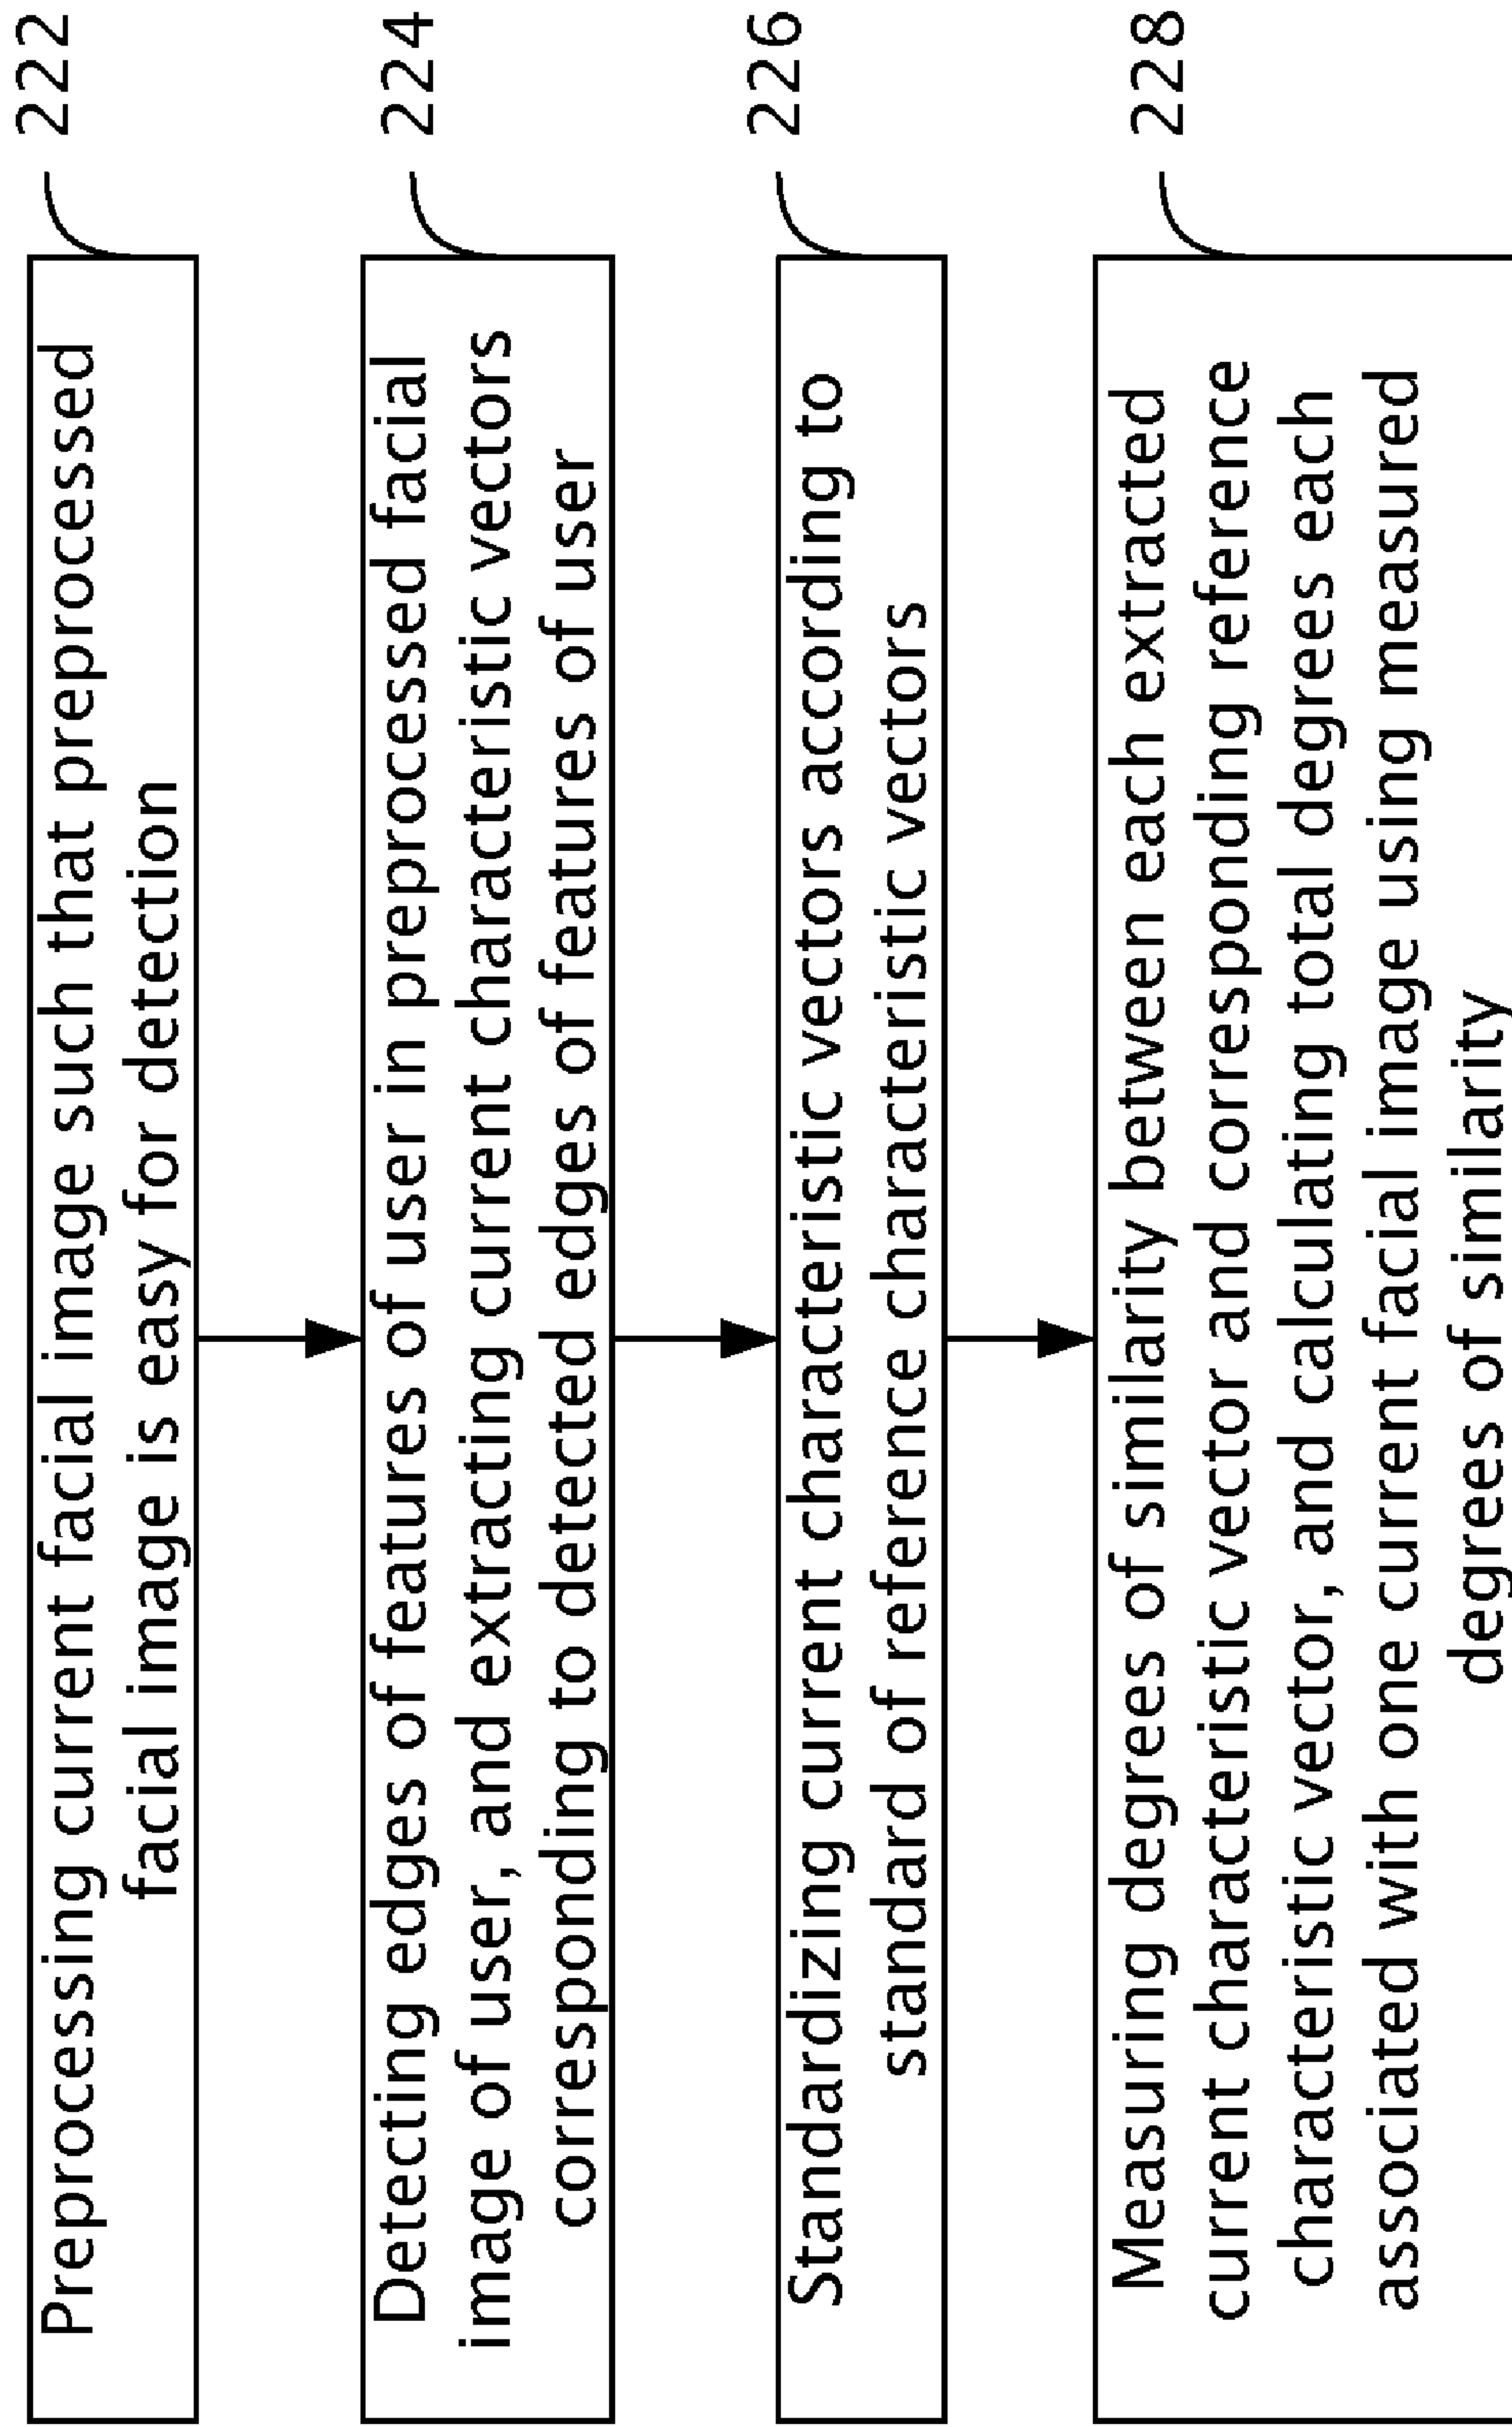 Preprocessing current facial image such that preprocessed
facial image is easy for detection
222
Detecting edges of features of user in preprocessed facial
image of user, and extracting current characteristic vectors
corresponding to detected edges of features of user
224
Standardizing current characteristic vectors according to
standard of reference characteristic vectors
226
Measuring degrees of similarity between each extracted
current characteristic vector and corresponding reference
characteristic vector, and calculating total degrees each
associated with one current facial image using measured
degrees of similarity
228